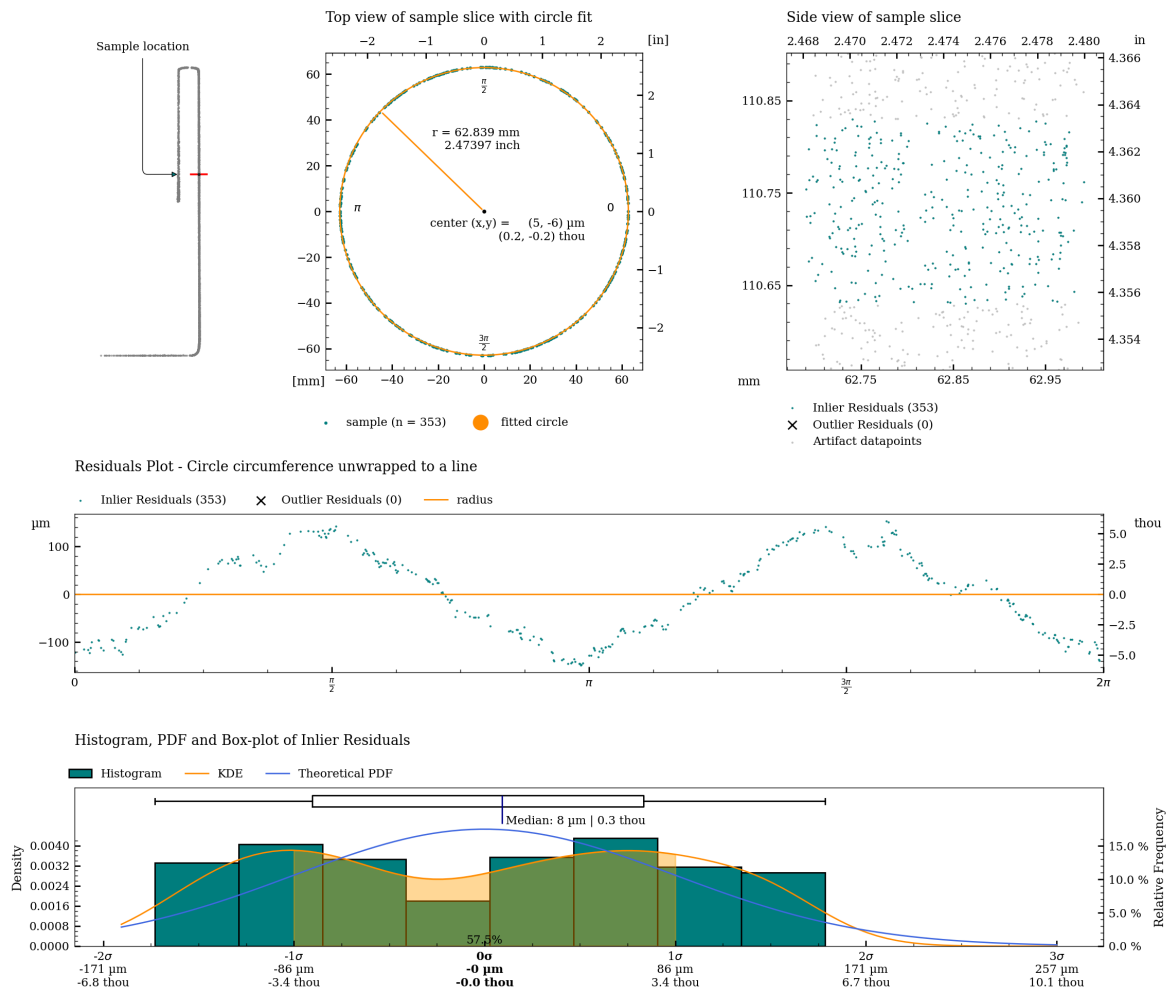 Sample location
Top view of sample slice with circle fit
−2 −1 0 1 2 [in]
60
40
20
0
−20
−40
−60
2
1
0
−1
−2
π/2
r = 62.839 mm
2.47397 inch
π
0
center (x,y) = (5, -6) µm
(0.2, -0.2) thou
3π/2
[mm] −60 −40 −20 0 20 40 60
sample (n = 353) fitted circle
Side view of sample slice
2.468 2.470 2.472 2.474 2.476 2.478 2.480 in
110.85
110.75
110.65
4.366
4.364
4.362
4.360
4.358
4.356
4.354
mm 62.75 62.85 62.95
Inlier Residuals (353)
Outlier Residuals (0)
Artifact datapoints
Residuals Plot - Circle circumference unwrapped to a line
Inlier Residuals (353) Outlier Residuals (0) radius
µm
100
0
−100
thou
5.0
2.5
0.0
−2.5
−5.0
0 π/2 π 3π/2 2π
Histogram, PDF and Box-plot of Inlier Residuals
Histogram KDE Theoretical PDF
Median: 8 µm | 0.3 thou
Density
0.0040
0.0032
0.0024
0.0016
0.0008
0.0000
Relative Frequency
15.0 %
10.0 %
5.0 %
0.0 %
57.5%
-2σ -1σ 0σ 1σ 2σ 3σ
-171 µm -86 µm -0 µm 86 µm 171 µm 257 µm
-6.8 thou -3.4 thou -0.0 thou 3.4 thou 6.7 thou 10.1 thou